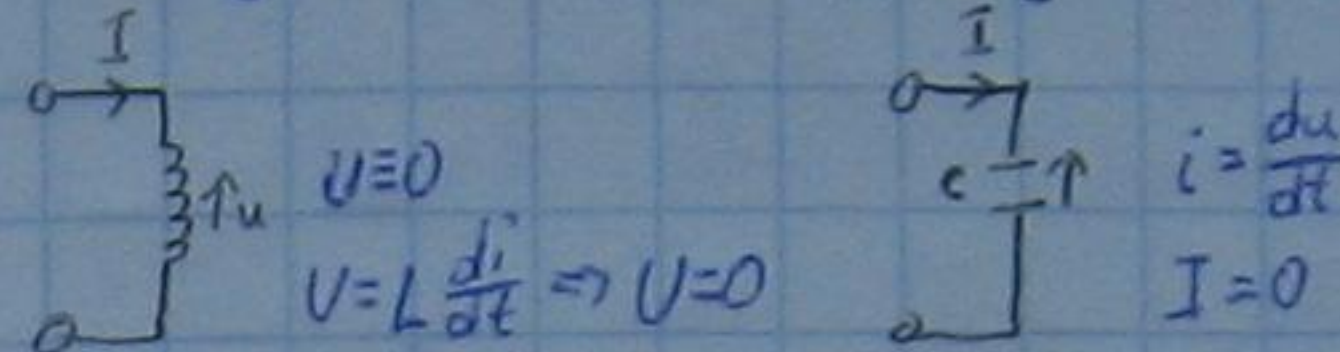 I
↑u
U≡0
U=L di/dt ⇒ U=0
I
c ↑
i = du/dt
I=0